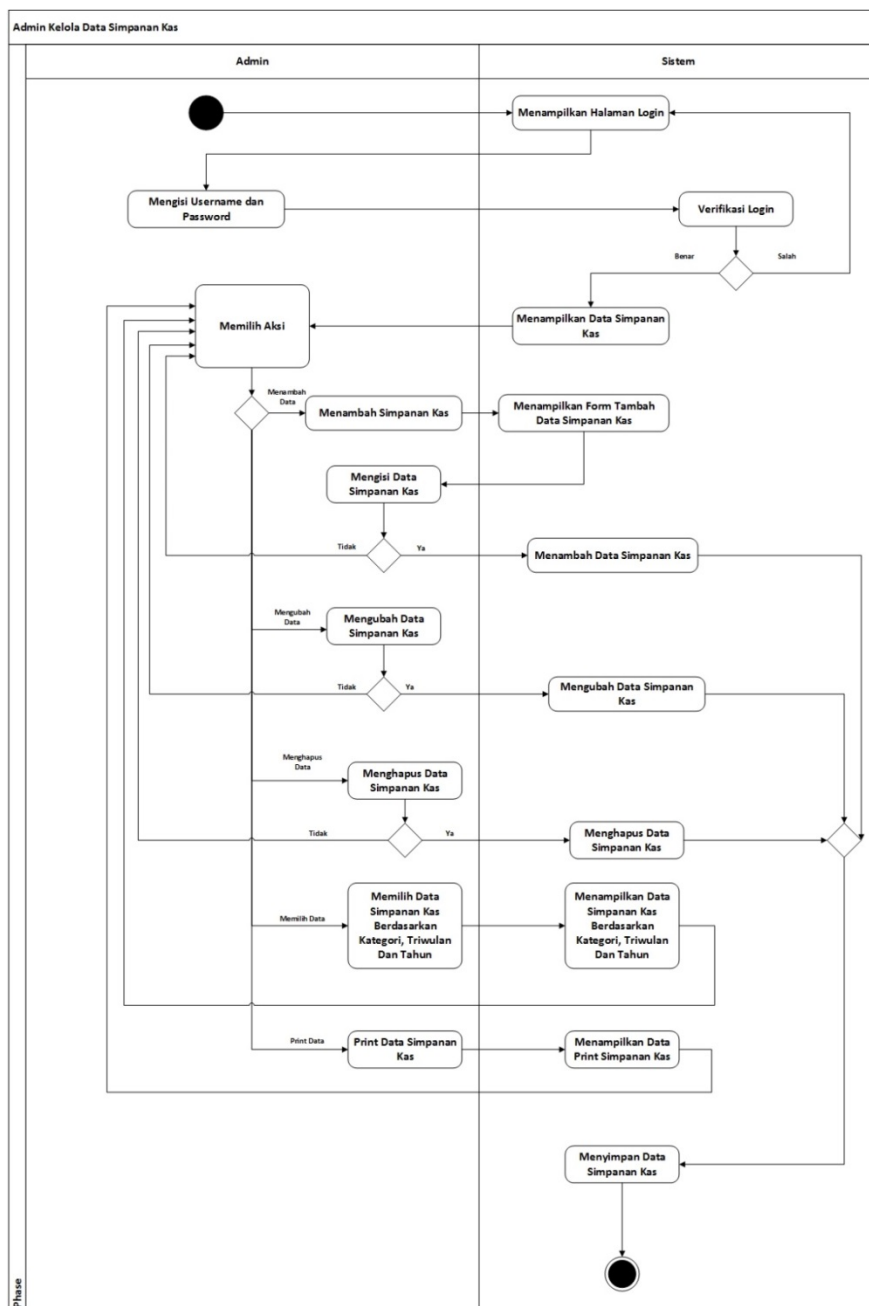 Admin Kelola Data Simpanan Kas
Admin
Sistem
Menampilkan Halaman Login
Mengisi Username dan
Password
Verifikasi Login
Benar
Salah
Memilih Aksi
Menampilkan Data Simpanan
Kas
Menambah
Data
Menambah Simpanan Kas
Menampilkan Form Tambah
Data Simpanan Kas
Mengisi Data
Simpanan Kas
Tidak
Ya
Menambah Data Simpanan Kas
Mengubah
Data
Mengubah Data
Simpanan Kas
Tidak
Ya
Mengubah Data Simpanan
Kas
Menghapus
Data
Menghapus Data
Simpanan Kas
Tidak
Ya
Menghapus Data
Simpanan Kas
Memilih Data
Memilih Data
Simpanan Kas
Berdasarkan
Kategori, Triwulan
Dan Tahun
Menampilkan Data
Simpanan Kas
Berdasarkan
Kategori, Triwulan
Dan Tahun
Print Data
Print Data Simpanan
Kas
Menampilkan Data
Print Simpanan Kas
Menyimpan Data
Simpanan Kas
Phase